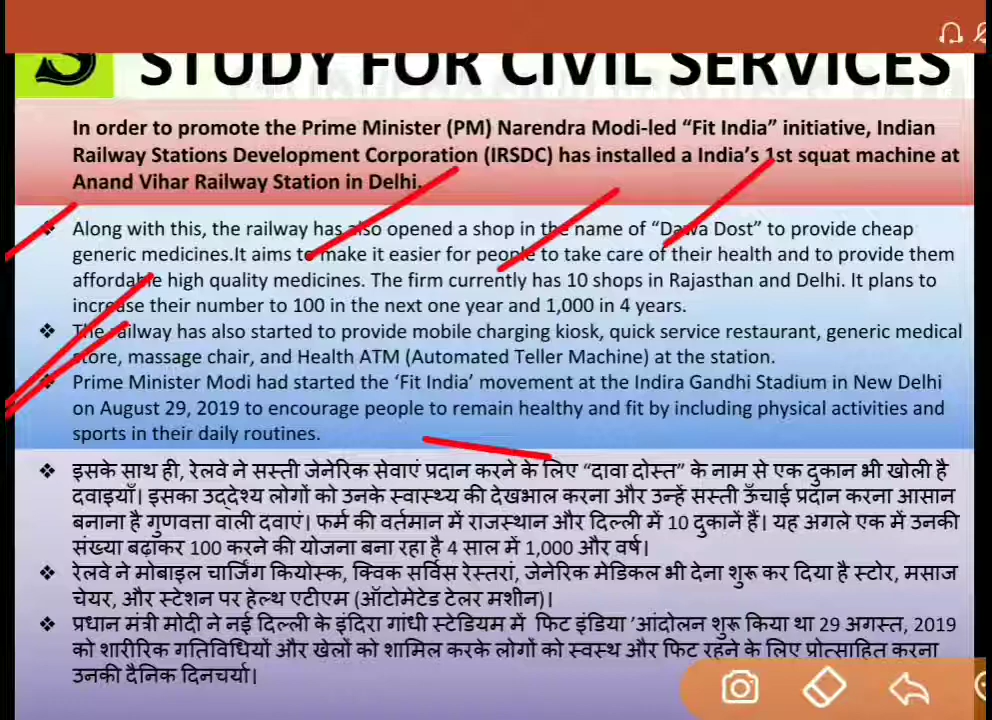 STUDY FOR CIVIL SERVICES
In order to promote the Prime Minister (PM) Narendra Modi-led “Fit India” initiative, Indian
Railway Stations Development Corporation (IRSDC) has installed a India’s 1st squat machine at
Anand Vihar Railway Station in Delhi.
❖ Along with this, the railway has also opened a shop in the name of “Dawa Dost” to provide cheap
generic medicines.It aims to make it easier for people to take care of their health and to provide them
affordable high quality medicines. The firm currently has 10 shops in Rajasthan and Delhi. It plans to
increase their number to 100 in the next one year and 1,000 in 4 years.
❖ The railway has also started to provide mobile charging kiosk, quick service restaurant, generic medical
store, massage chair, and Health ATM (Automated Teller Machine) at the station.
❖ Prime Minister Modi had started the ‘Fit India’ movement at the Indira Gandhi Stadium in New Delhi
on August 29, 2019 to encourage people to remain healthy and fit by including physical activities and
sports in their daily routines.
❖ इसके साथ ही, रेलवे ने सस्ती जेनेरिक सेवाएं प्रदान करने के लिए “दावा दोस्त” के नाम से एक दुकान भी खोली है
दवाइयाँ। इसका उद्देश्य लोगों को उनके स्वास्थ्य की देखभाल करना और उन्हें सस्ती ऊँचाई प्रदान करना आसान
बनाना है गुणवत्ता वाली दवाएं। फर्म की वर्तमान में राजस्थान और दिल्ली में 10 दुकानें हैं। यह अगले एक में उनकी
संख्या बढ़ाकर 100 करने की योजना बना रहा है 4 साल में 1,000 और वर्ष।
❖ रेलवे ने मोबाइल चार्जिंग कियोस्क, क्विक सर्विस रेस्तरां, जेनेरिक मेडिकल भी देना शुरू कर दिया है स्टोर, मसाज
चेयर, और स्टेशन पर हेल्थ एटीएम (ऑटोमेटेड टेलर मशीन)।
❖ प्रधान मंत्री मोदी ने नई दिल्ली के इंदिरा गांधी स्टेडियम में फिट इंडिया 'आंदोलन शुरू किया था 29 अगस्त, 2019
को शारीरिक गतिविधियों और खेलों को शामिल करके लोगों को स्वस्थ और फिट रहने के लिए प्रोत्साहित करना
उनकी दैनिक दिनचर्या।